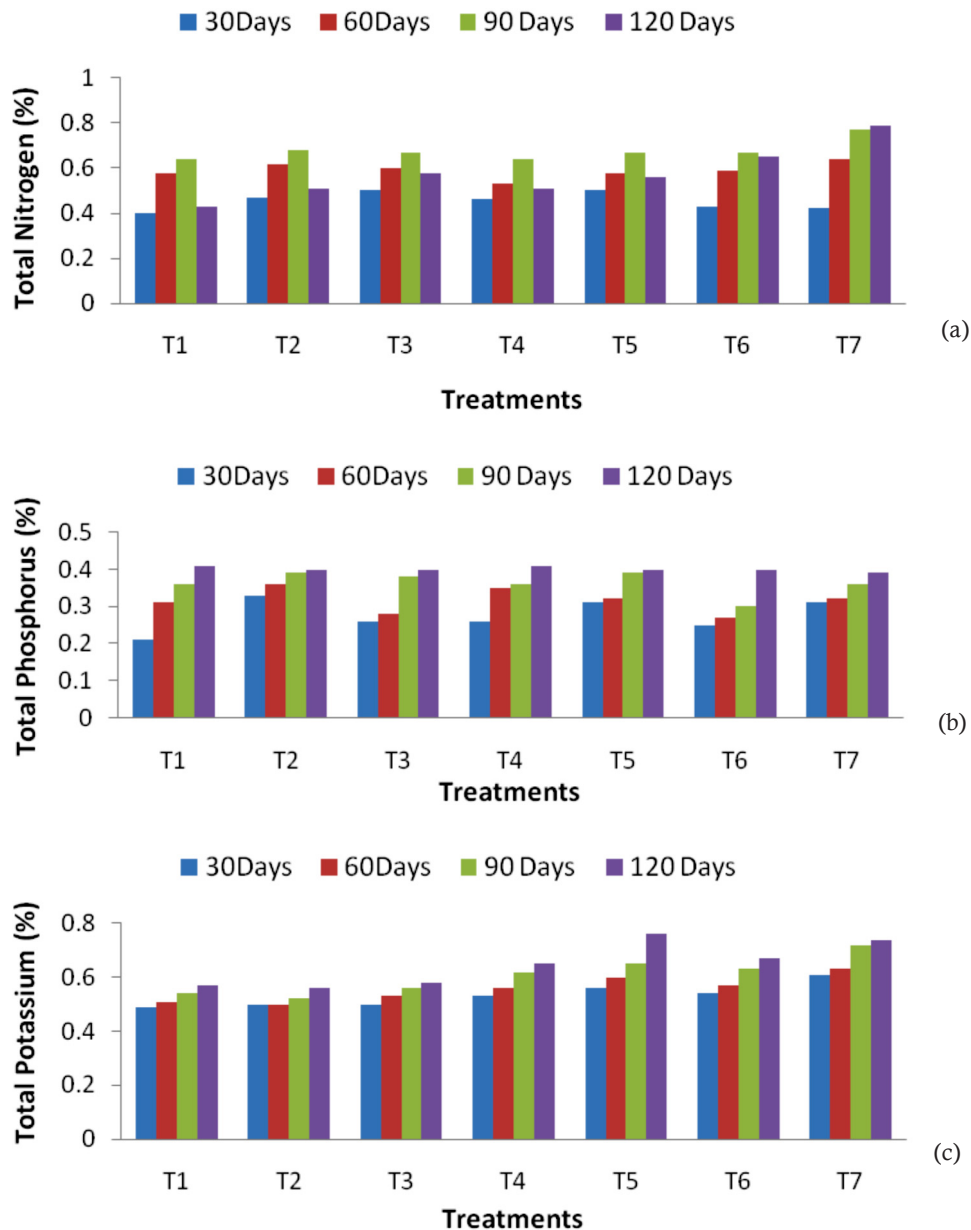 30Days 60Days 90 Days 120 Days
Total Nitrogen (%)
1
0.8
0.6
0.4
0.2
0
T1 T2 T3 T4 T5 T6 T7
(a)
Treatments
30Days 60Days 90 Days 120 Days
Total Phosphorus (%)
0.5
0.4
0.3
0.2
0.1
0
T1 T2 T3 T4 T5 T6 T7
(b)
Treatments
30Days 60Days 90 Days 120 Days
Total Potassium (%)
0.8
0.6
0.4
0.2
0
T1 T2 T3 T4 T5 T6 T7
(c)
Treatments